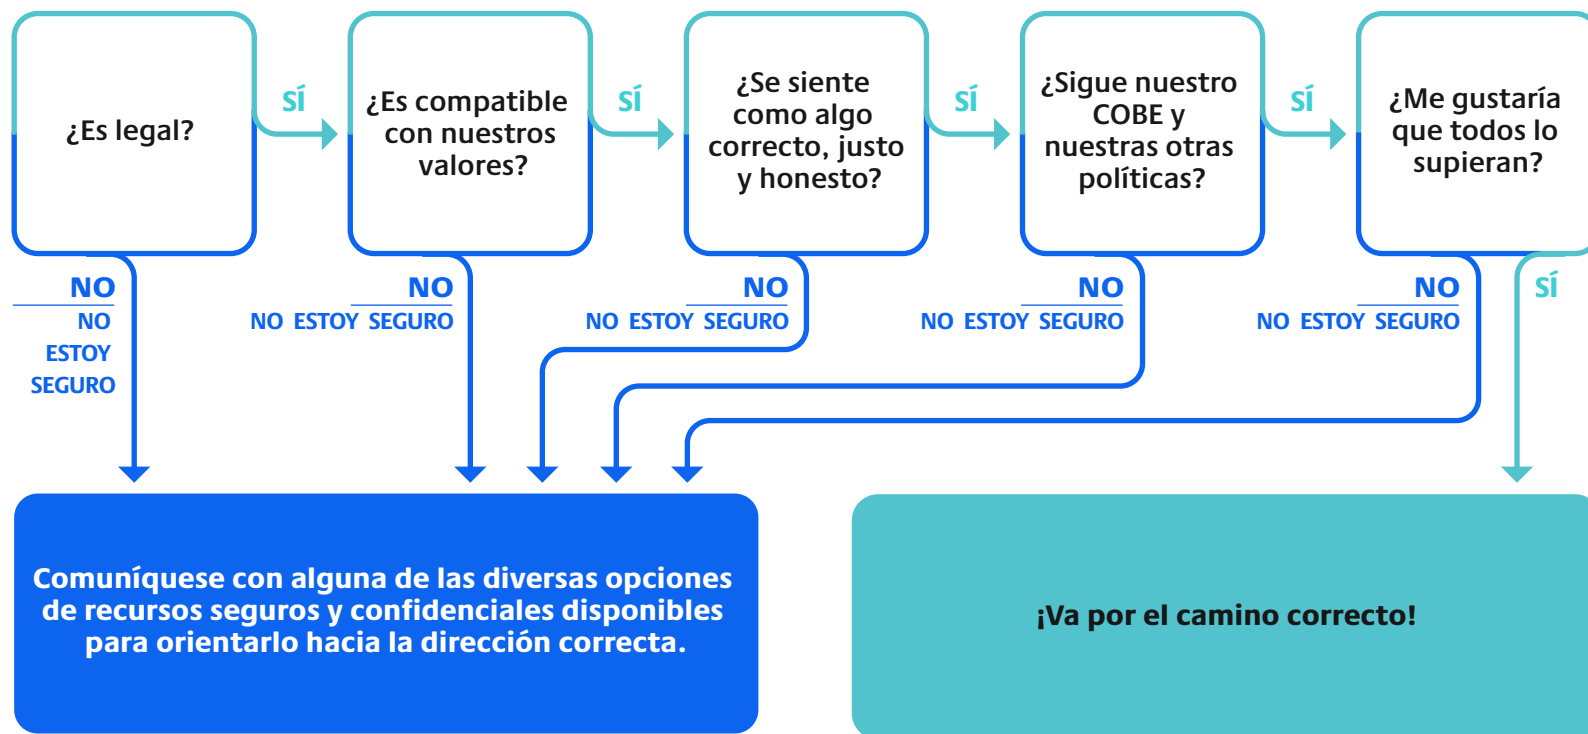 ¿Es legal?
SÍ
¿Es compatible
con nuestros
valores?
SÍ
¿Se siente
como algo
correcto, justo
y honesto?
SÍ
¿Sigue nuestro
COBE y
nuestras otras
políticas?
SÍ
¿Me gustaría
que todos lo
supieran?
NO
NO
ESTOY
SEGURO
NO
NO ESTOY SEGURO
NO
NO ESTOY SEGURO
NO
NO ESTOY SEGURO
NO
NO ESTOY SEGURO
SÍ
Comuníquese con alguna de las diversas opciones
de recursos seguros y confidenciales disponibles
para orientarlo hacia la dirección correcta.
¡Va por el camino correcto!